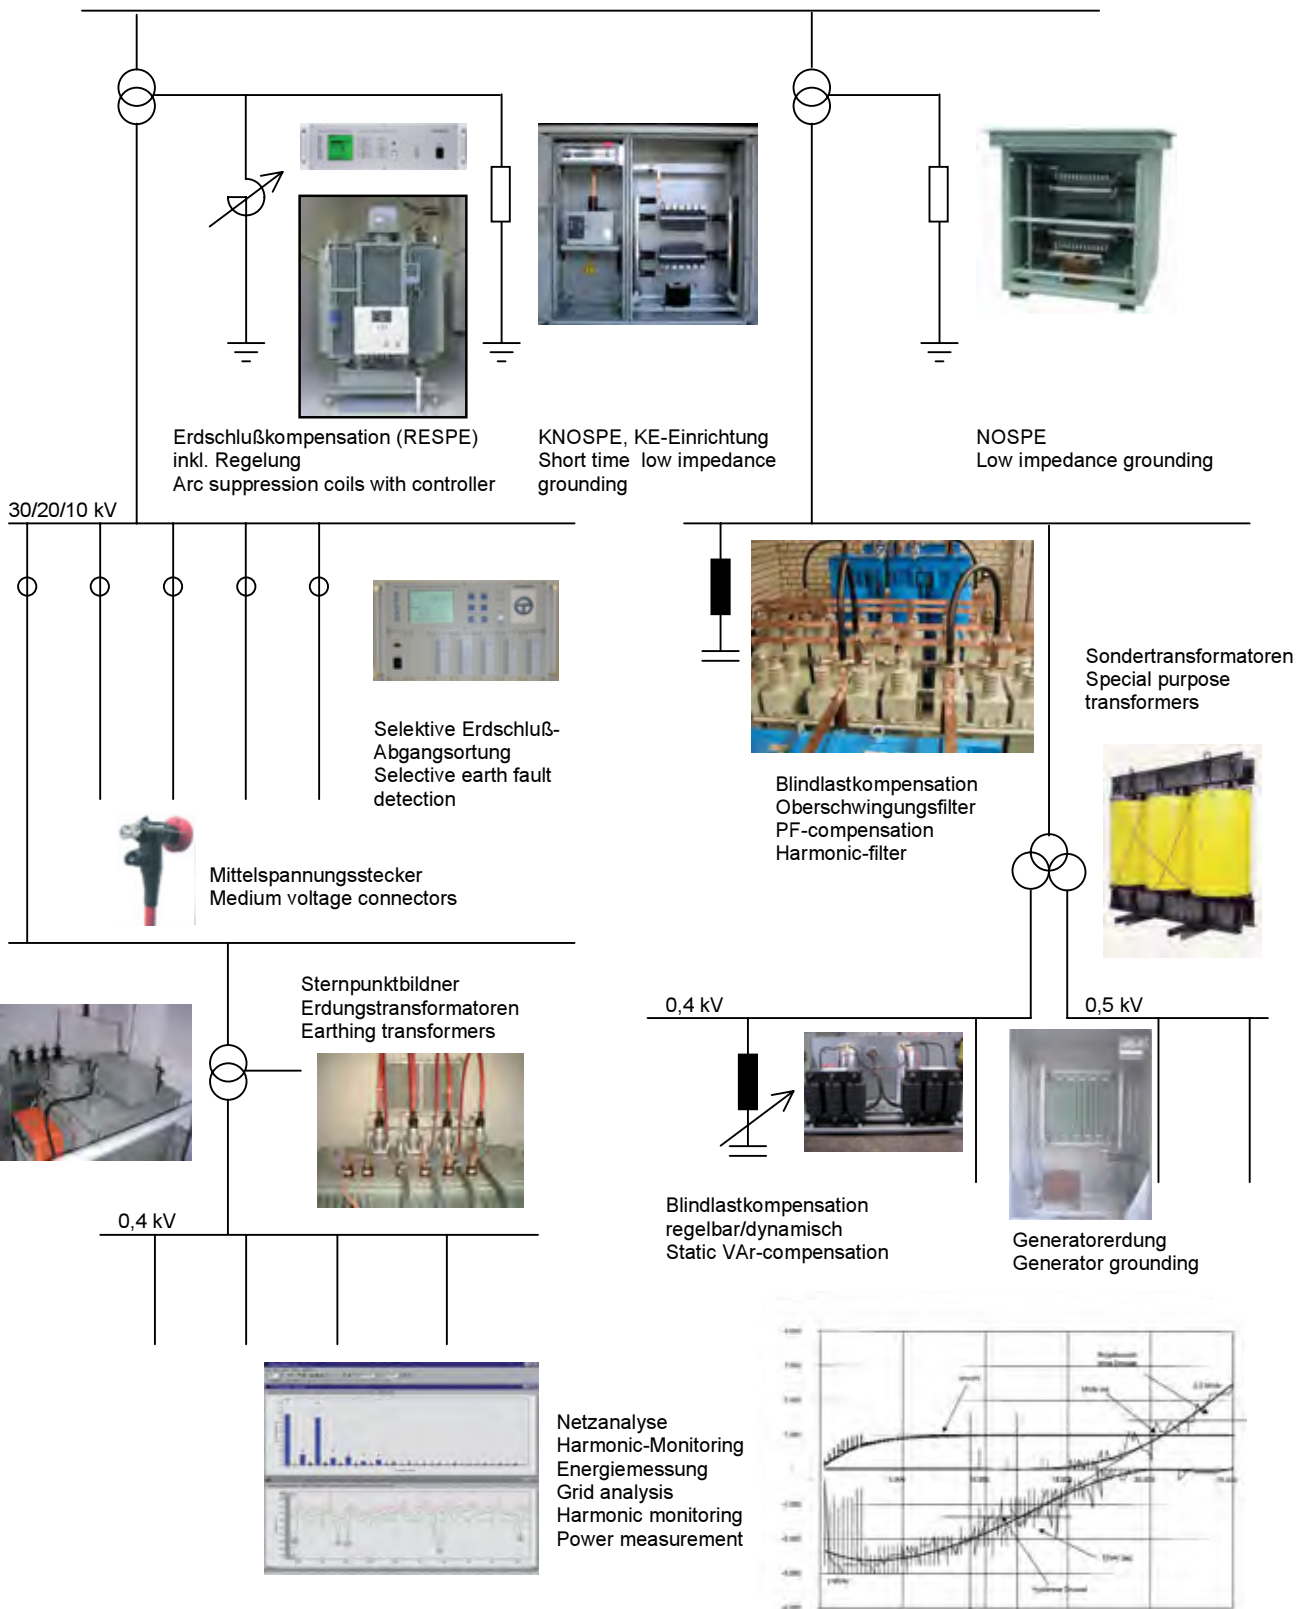 Erdschlußkompensation (RESPE)
inkl. Regelung
Arc suppression coils with controller
KNOSPE, KE-Einrichtung
Short time low impedance
grounding
NOSPE
Low impedance grounding
30/20/10 kV
Selektive Erdschluß-
Abgangsortung
Selective earth fault
detection
Sondertransformatoren
Special purpose
transformers
Blindlastkompensation
Oberschwingungsfilter
PF-compensation
Harmonic-filter
Mittelspannungsstecker
Medium voltage connectors
Sternpunktbildner
Erdungstransformatoren
Earthing transformers
0,4 kV
0,5 kV
0,4 kV
Blindlastkompensation
regelbar/dynamisch
Static VAr-compensation
Generatorerdung
Generator grounding
Netzanalyse
Harmonic-Monitoring
Energiemessung
Grid analysis
Harmonic monitoring
Power measurement